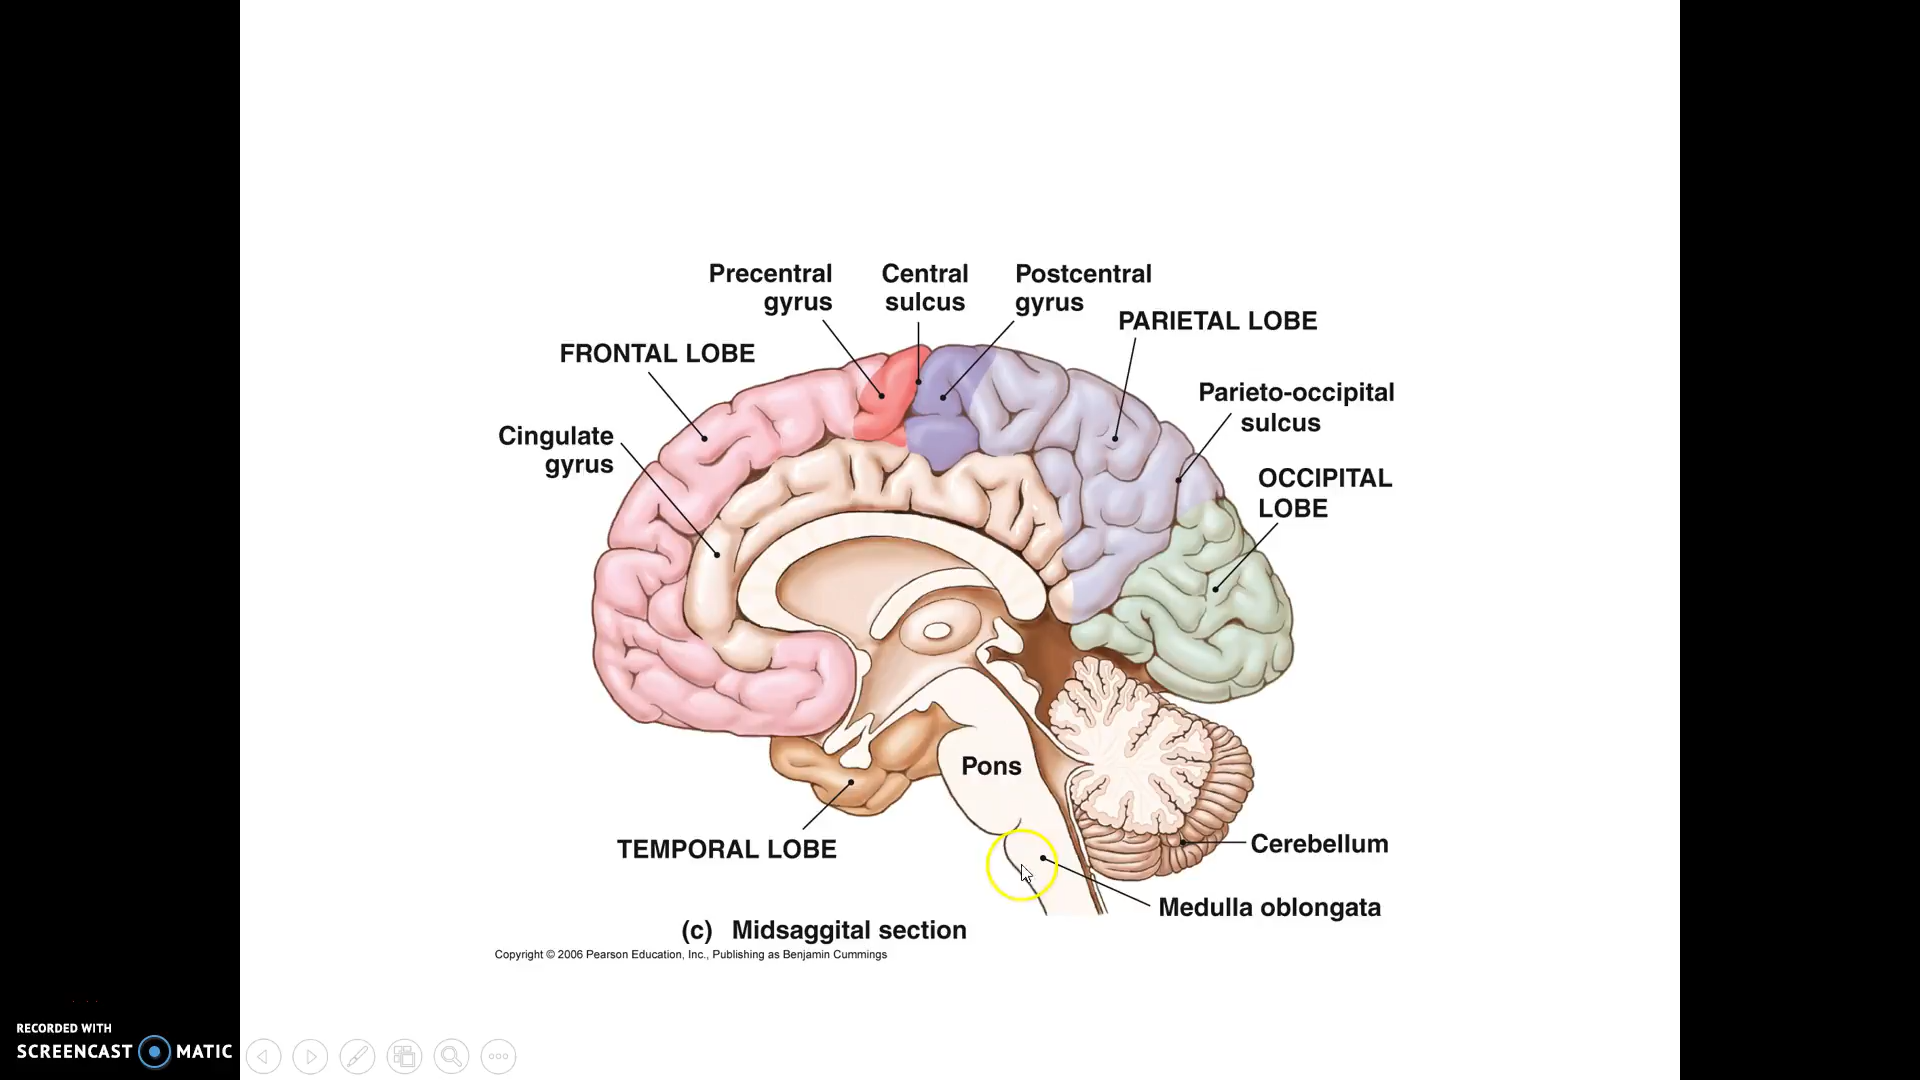 Precentral
gyrus
Central
sulcus
Postcentral
gyrus
PARIETAL LOBE
FRONTAL LOBE
Parieto-occipital
sulcus
Cingulate
gyrus
OCCIPITAL
LOBE
Pons
TEMPORAL LOBE
Cerebellum
Medulla oblongata
(c) Midsaggital section
Copyright © 2006 Pearson Education, Inc., Publishing as Benjamin Cummings
RECORDED WITH
SCREENCAST MATIC